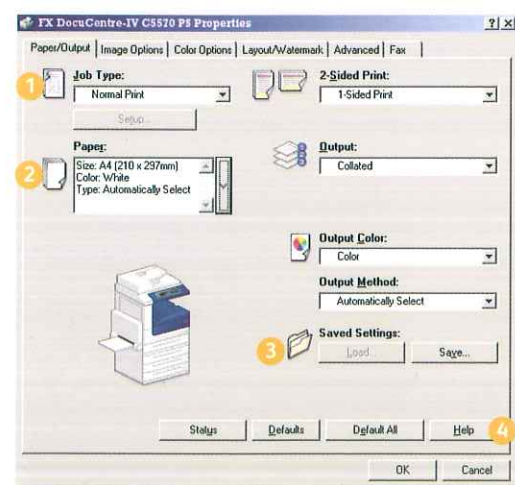 FX DocuCentre-IV C5570 PS Properties
Paper/Output Image Options Color Options Layout/Watermark Advanced Fax
1
Job Type:
Normal Print
Setup...
2-Sided Print:
1-Sided Print
2
Paper:
Size: A4 (210 x 297mm)
Color: White
Type: Automatically Select
Output:
Collated
Output Color:
Color
Output Method:
Automatically Select
3
Saved Settings:
Load... Save...
Status Defaults Default All Help
4
OK Cancel